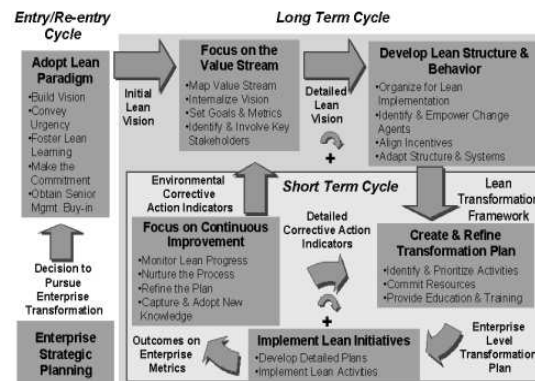 Entry/Re-entry
Cycle
Long Term Cycle
Adopt Lean
Paradigm
•Build Vision
•Convey
Urgency
•Foster Lean
Learning
•Make the
Commitment
•Obtain Senior
Mgmt. Buy-in
Initial
Lean
Vision
Focus on the
Value Stream
•Map Value Stream
•Internalize Vision
•Set Goals & Metrics
•Identify & Involve Key
Stakeholders
Detailed
Lean
Vision
+
Develop Lean Structure &
Behavior
•Organize for Lean
Implementation
•Identify & Empower Change
Agents
•Align Incentives
•Adapt Structure & Systems
Environmental
Corrective
Action Indicators
Short Term Cycle
Lean
Transformation
Framework
Detailed
Corrective Action
Indicators
+
Focus on Continuous
Improvement
•Monitor Lean Progress
•Nurture the Process
•Refine the Plan
•Capture & Adopt New
Knowledge
Create & Refine
Transformation Plan
•Identify & Prioritize Activities
•Commit Resources
•Provide Education & Training
Decision to
Pursue
Enterprise
Transformation
Enterprise
Strategic
Planning
Outcomes on
Enterprise
Metrics
Implement Lean Initiatives
•Develop Detailed Plans
•Implement Lean Activities
Enterprise
Level
Transformation
Plan